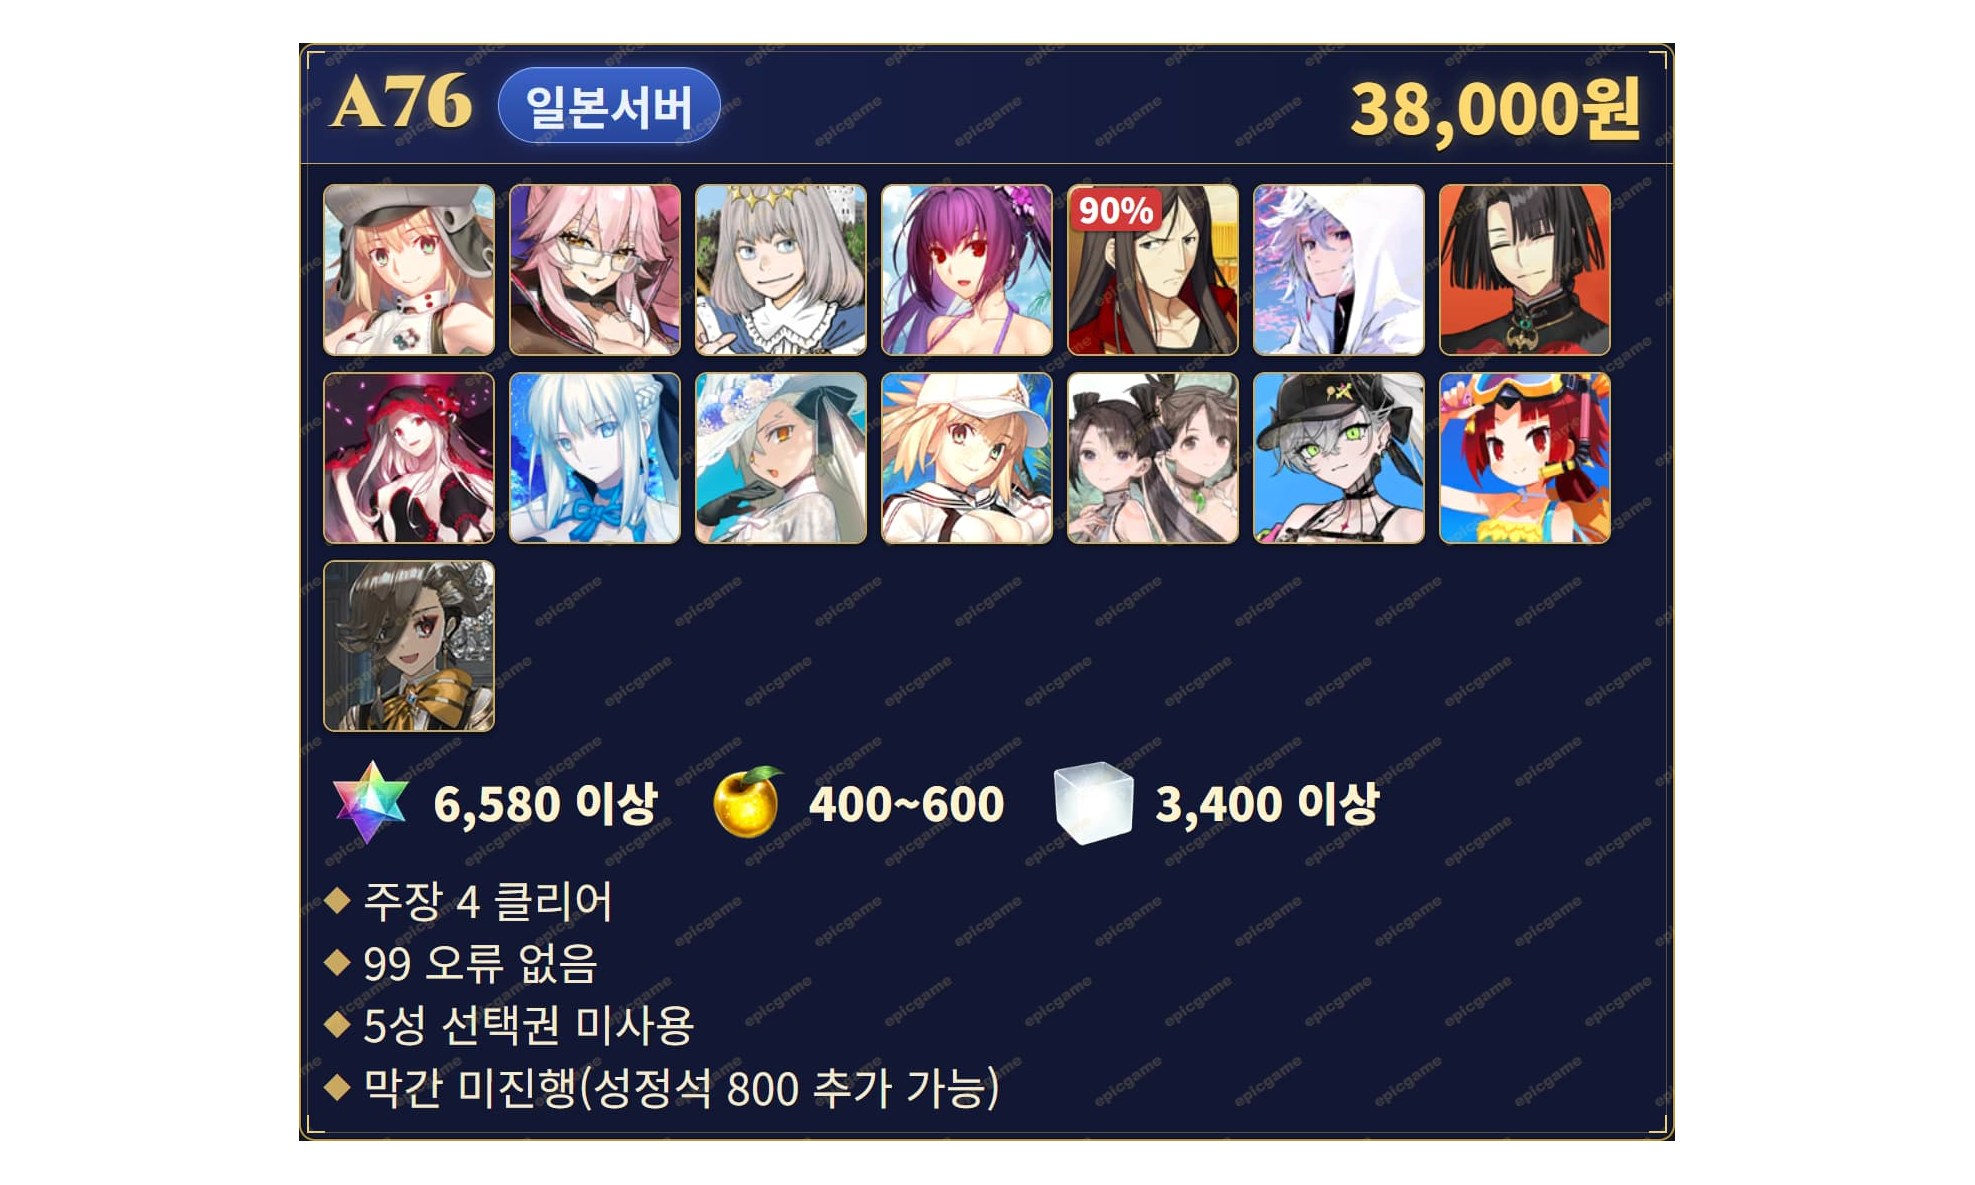 A76 일본서버 38,000원
90%
6,580 이상 400~600 3,400 이상
◆ 주장 4 클리어
◆ 99 오류 없음
◆ 5성 선택권 미사용
◆ 막간 미진행(성정석 800 추가 가능)
epicgame